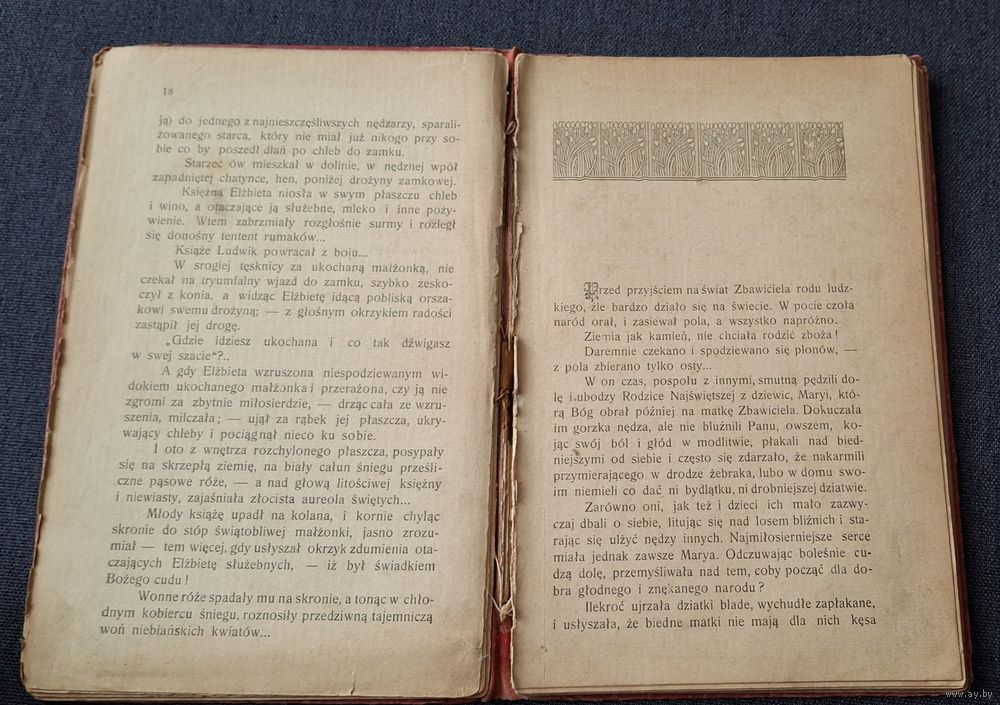 18
ją) do jednego z najnieszczęśliwszych nędzarzy, sparali-
żowanego starca, który nie miał już nikogo przy so-
bie co by poszedł dłań po chleb do zamku.
Starzec ów mieszkał w dolinie, w nędznej wpół
zapadniętej chatynce, hen. poniżej drożyny zamkowej.
Księżna Elżbieta niosła w swym płaszczu chleb
i wino, a otaczające ją służebne, mleko i inne poży-
wienie. Wtem zabrzmiały rozgłośnie surmy i rozległ
się donośny tentent rumaków...
Książe Ludwik powracał z boju...
W srogiej tęsknicy za ukochaną małżonką, nie
czekał na tryumfalny wjazd do zamku, szybko zesko-
czył z konia, a widząc Elżbietę idącą pobliską orsza-
kowi swemu drożyną; — z głośnym okrzykiem radości
zastąpił jej drogę.
„Gdzie idziesz ukochana i co tak dźwigasz
w swej szacie"?..
A gdy Elżbieta wzruszona niespodziewanym wi-
dokiem ukochanego małżonka i przerażona, czy ją nie
zgromi za zbytnie miłosierdzie, — drżąc cała ze wzru-
szenia, milczała; — ujął za rąbek jej płaszcza, ukry-
wający chleby i pociągnął nieco ku sobie.
I oto z wnętrza rozchylonego płaszcza, posypały
się na skrzepłą ziemię, na biały całun śniegu prześli-
czne pąsowe róże, — a nad głową litościwej księżny
i niewiasty, zajaśniała złocista aureola świętych...
Młody książę upadł na kolana, i kornie chyląc
skronie do stóp świątobliwej małżonki, jasno zrozu-
miał — tem więcej, gdy usłyszał okrzyk zdumienia ota-
czających Elżbietę służebnych, — iż był świadkiem
Bożego cudu!
Wonne róże spadały mu na skronie, a tonąc w chło-
dnym kobiercu śniegu, roznosiły przedziwną tajemniczą
woń niebiańskich kwiatów...
Przed przyjściem na świat Zbawiciela rodu ludz-
kiego, źle bardzo działo się na świecie. W pocie czoła
naród orał, i zasiewał pola, a wszystko napróżno.
Ziemia jak kamień, nie chciała rodzić zboża!
Daremnie czekano i spodziewano się plonów, —
z pola zbierano tylko osty...
W on czas, pospołu z innymi, smutną pędzili do-
lę i ubodzy Rodzice Najświętszej z dziewic, Maryi, któ-
rą Bóg obrał później na matkę Zbawiciela. Dokuczała
im gorzka nędza, ale nie bluźnili Panu, owszem, ko-
jąc swój ból i głód w modlitwie, płakali nad bied-
niejszymi od siebie i często się zdarzało, że nakarmili
przymierającego w drodze żebraka, lubo w domu swo-
im niemieli co dać ni bydlątku, ni drobniejszej dziatwie.
Zarówno oni, jak też i dzieci ich mało zazwy-
czaj dbali o siebie, litując się nad losem bliźnich i sta-
rając się ulżyć nędzy innych. Najmiłosierniejsze serce
miała jednak zawsze Marya. Odczuwając boleśnie cu-
dzą dolę, przemyśliwała nad tem, coby począć dla do-
bra głodnego i znękanego narodu?
Ilekroć ujrzała dziatki blade, wychudłe zapłakane,
i usłyszała, że biedne matki nie mają dla nich kęsa
www.ay.by